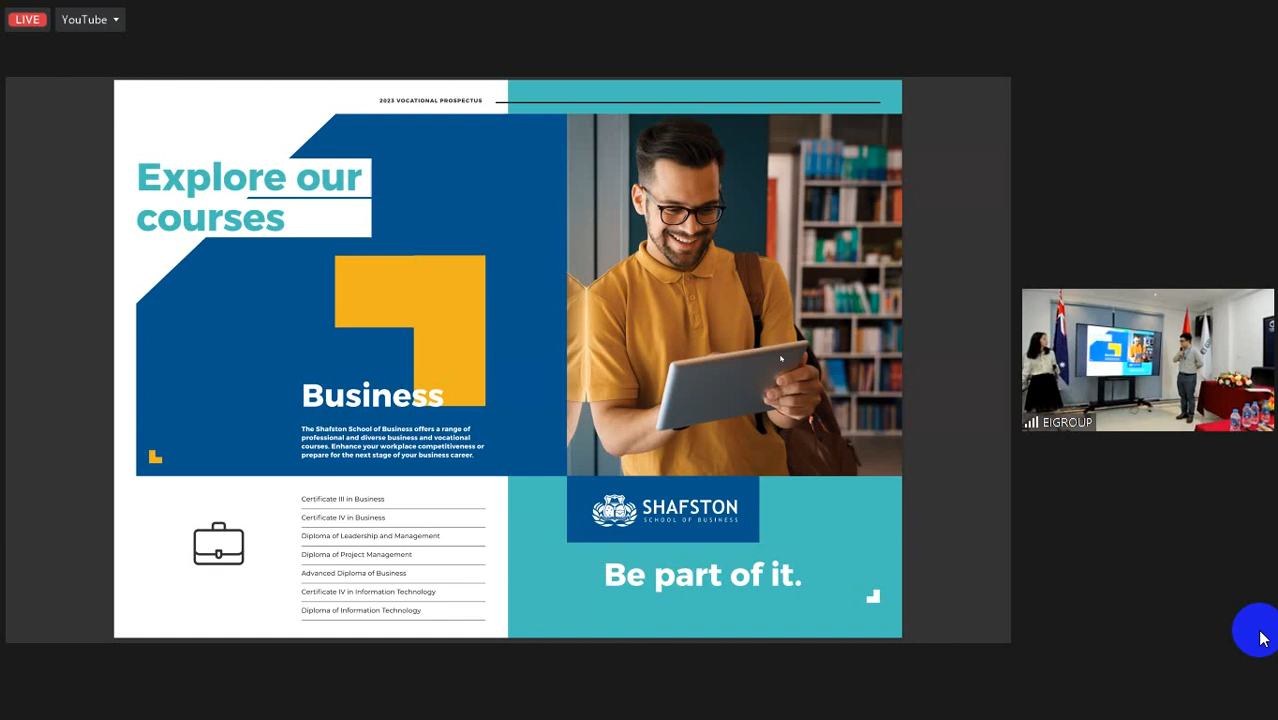 LIVE
YouTube
2023 VOCATIONAL PROSPECTUS
Explore our
courses
Business
The Shafston School of Business offers a range of
professional and diverse business and vocational
courses. Enhance your workplace competitiveness or
prepare for the next stage of your business career.
Certificate III in Business
Certificate IV in Business
Diploma of Leadership and Management
Diploma of Project Management
Advanced Diploma of Business
Certificate IV in Information Technology
Diploma of Information Technology
SHAFSTON
SCHOOL OF BUSINESS
Be part of it.
EIGROUP